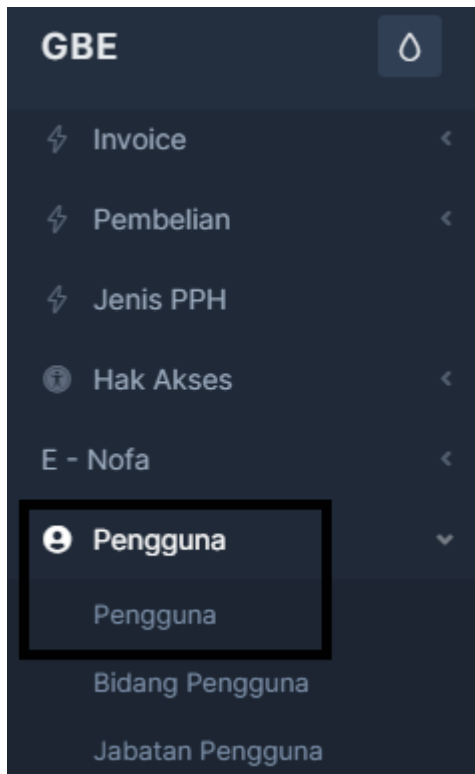 GBE
Invoice
Pembelian
Jenis PPH
Hak Akses
E - Nofa
Pengguna
Pengguna
Bidang Pengguna
Jabatan Pengguna